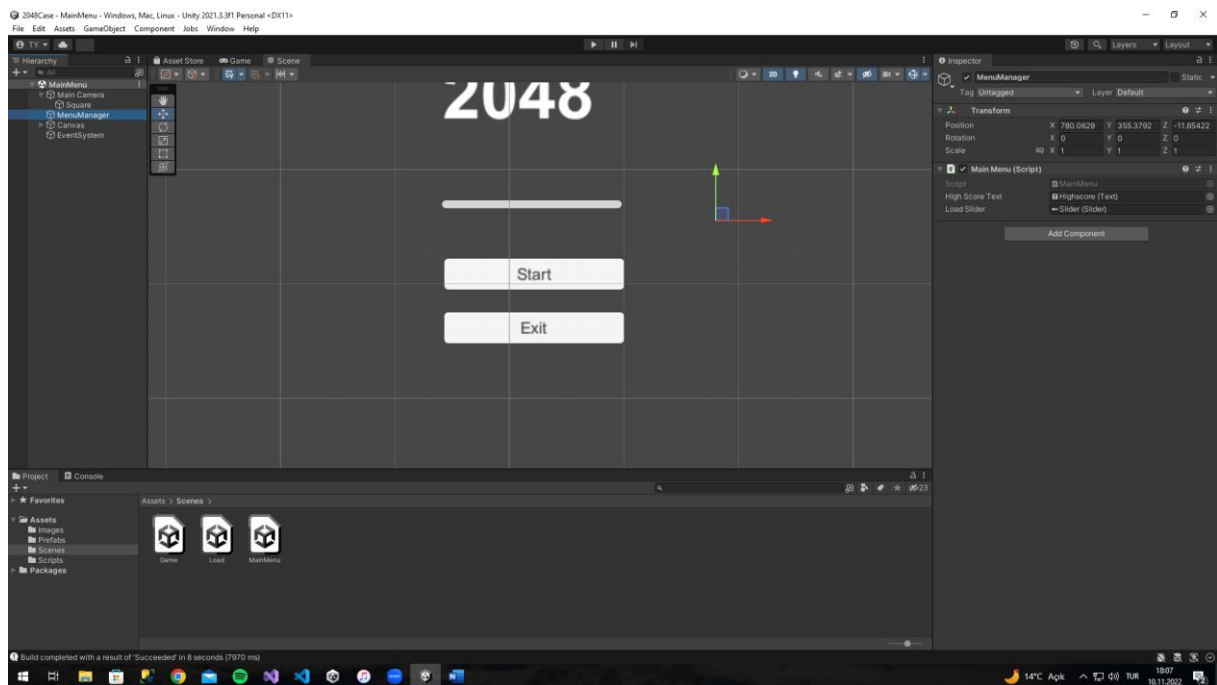 2048Case - MainMenu - Windows, Mac, Linux - Unity 2021.3.3f1 Personal <DX11>
File Edit Assets GameObject Component Jobs Window Help
TY
Layers Layout
Hierarchy
Asset Store Game Scene
Inspector
All
2D
MainMenu
Main Camera
Square
MenuManager
Canvas
EventSystem
2048
Start
Exit
MenuManager Static
Tag Untagged Layer Default
Transform
Position X 780.0629 Y 355.3792 Z -11.65422
Rotation X 0 Y 0 Z 0
Scale X 1 Y 1 Z 1
Main Menu (Script)
Script MainMenu
High Score Text Highscore (Text)
Load Slider Slider (Slider)
Add Component
Project Console
23
Favorites
Assets > Scenes >
Assets
Images
Prefabs
Scenes
Scripts
Packages
Game Load MainMenu
Build completed with a result of 'Succeeded' in 8 seconds (7970 ms)
14°C Açık TUR 18:07
10.11.2022